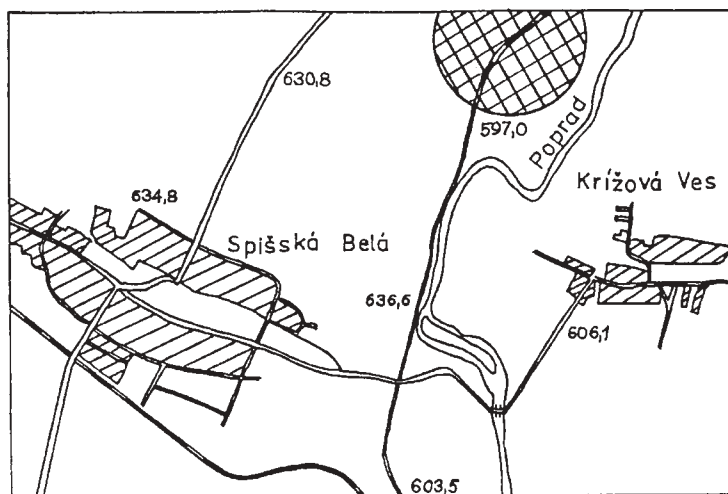 630,8
597,0
Poprad
Krížová Ves
634,8
Spišská Belá
636,6
606,1
603,5